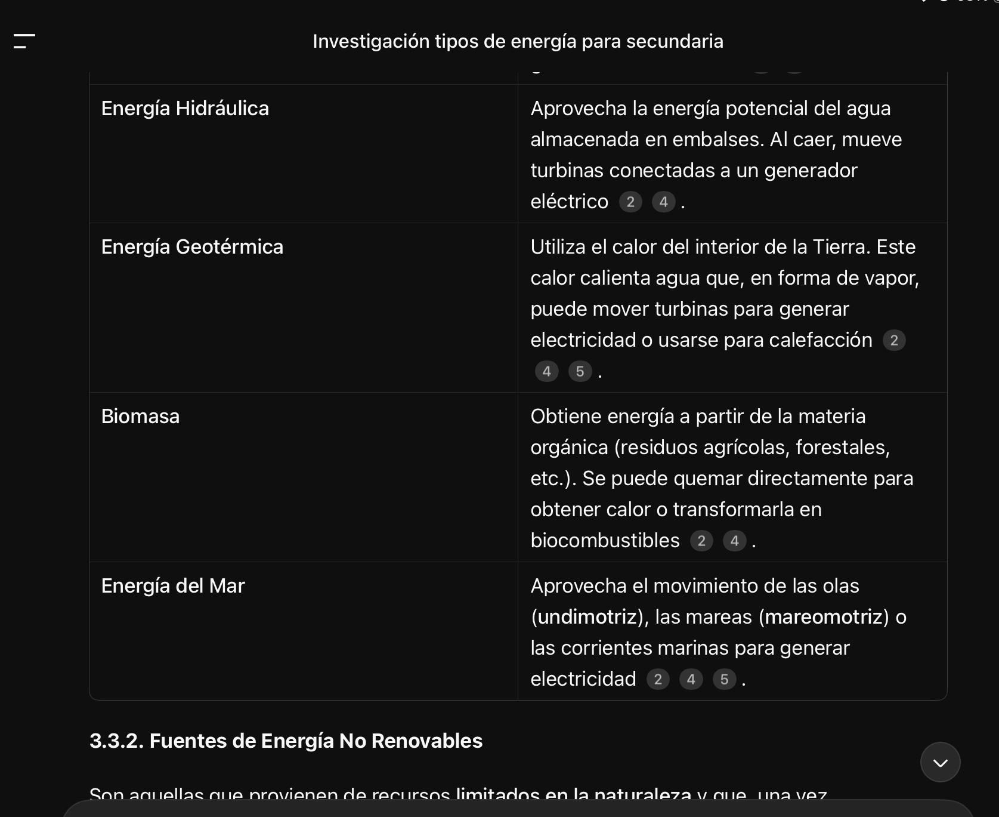 Investigación tipos de energía para secundaria
Energía Hidráulica
Aprovecha la energía potencial del agua
almacenada en embalses. Al caer, mueve
turbinas conectadas a un generador
eléctrico 2 4 .
Energía Geotérmica
Utiliza el calor del interior de la Tierra. Este
calor calienta agua que, en forma de vapor,
puede mover turbinas para generar
electricidad o usarse para calefacción 2
4 5 .
Biomasa
Obtiene energía a partir de la materia
orgánica (residuos agrícolas, forestales,
etc.). Se puede quemar directamente para
obtener calor o transformarla en
biocombustibles 2 4 .
Energía del Mar
Aprovecha el movimiento de las olas
(undimotriz), las mareas (mareomotriz) o
las corrientes marinas para generar
electricidad 2 4 5 .
3.3.2. Fuentes de Energía No Renovables
Son aquellas que provienen de recursos limitados en la naturaleza y que, una vez